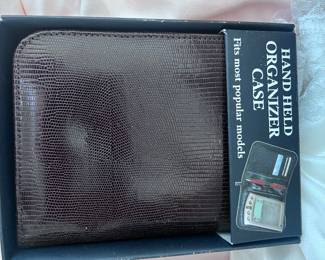 HAND HELD
ORGANIZER
CASE
Fits most popular models